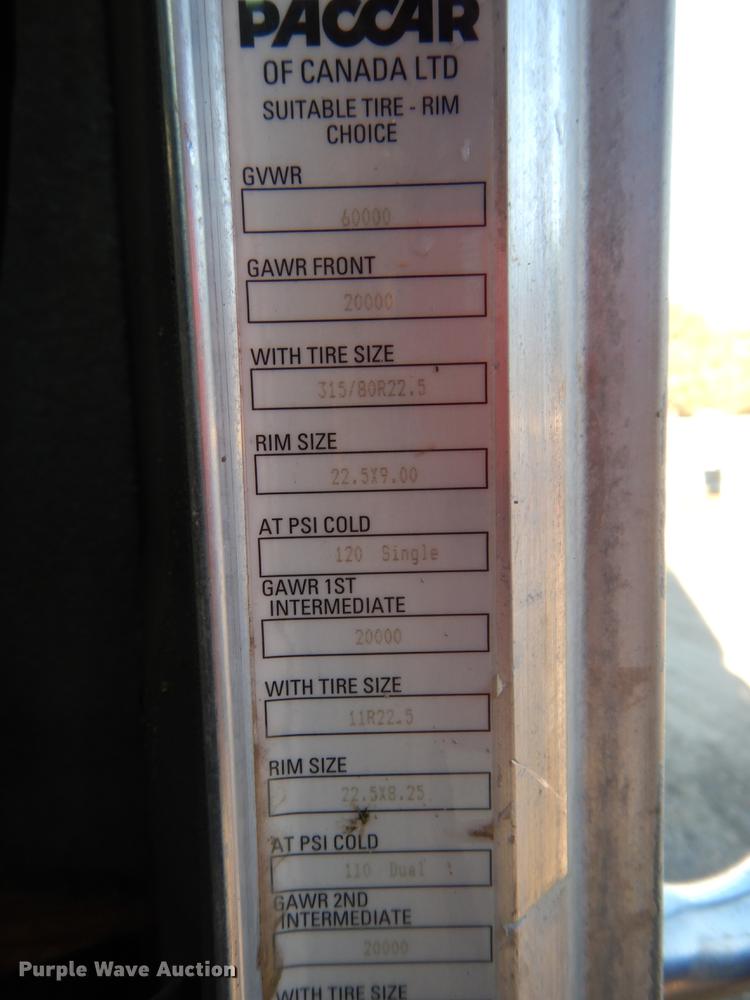 PACCAR
OF CANADA LTD
SUITABLE TIRE - RIM
CHOICE
GVWR
60000
GAWR FRONT
20000
WITH TIRE SIZE
315/80R22.5
RIM SIZE
22.5X9.00
AT PSI COLD
120 Single
GAWR 1ST
INTERMEDIATE
20000
WITH TIRE SIZE
11R22.5
RIM SIZE
22.5X8.25
AT PSI COLD
110 Dual
GAWR 2ND
INTERMEDIATE
20000
WITH TIRE SIZE
Purple Wave Auction